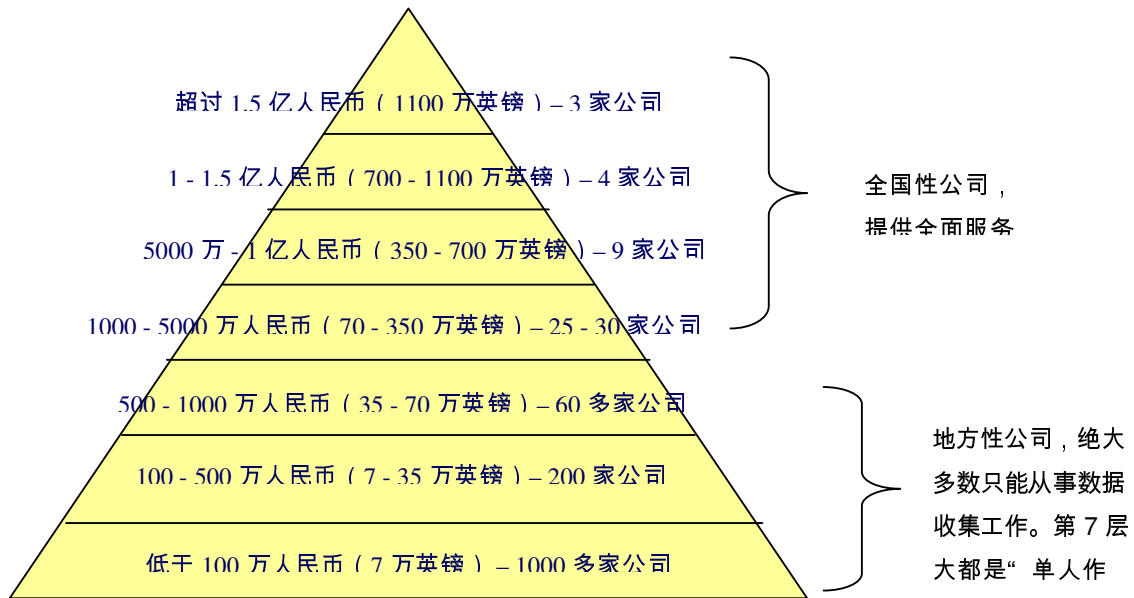 超过 1.5 亿人民币（1100 万英镑）– 3 家公司
1 - 1.5 亿人民币（700 - 1100 万英镑）– 4 家公司
5000 万 - 1 亿人民币（350 - 700 万英镑）– 9 家公司
1000 - 5000 万人民币（70 - 350 万英镑）– 25 - 30 家公司
500 - 1000 万人民币（35 - 70 万英镑）– 60 多家公司
100 - 500 万人民币（7 - 35 万英镑）– 200 家公司
低于 100 万人民币（7 万英镑）– 1000 多家公司
全国性公司，
提供全面服务
地方性公司，绝大
多数只能从事数据
收集工作。第 7 层
大都是“ 单人作